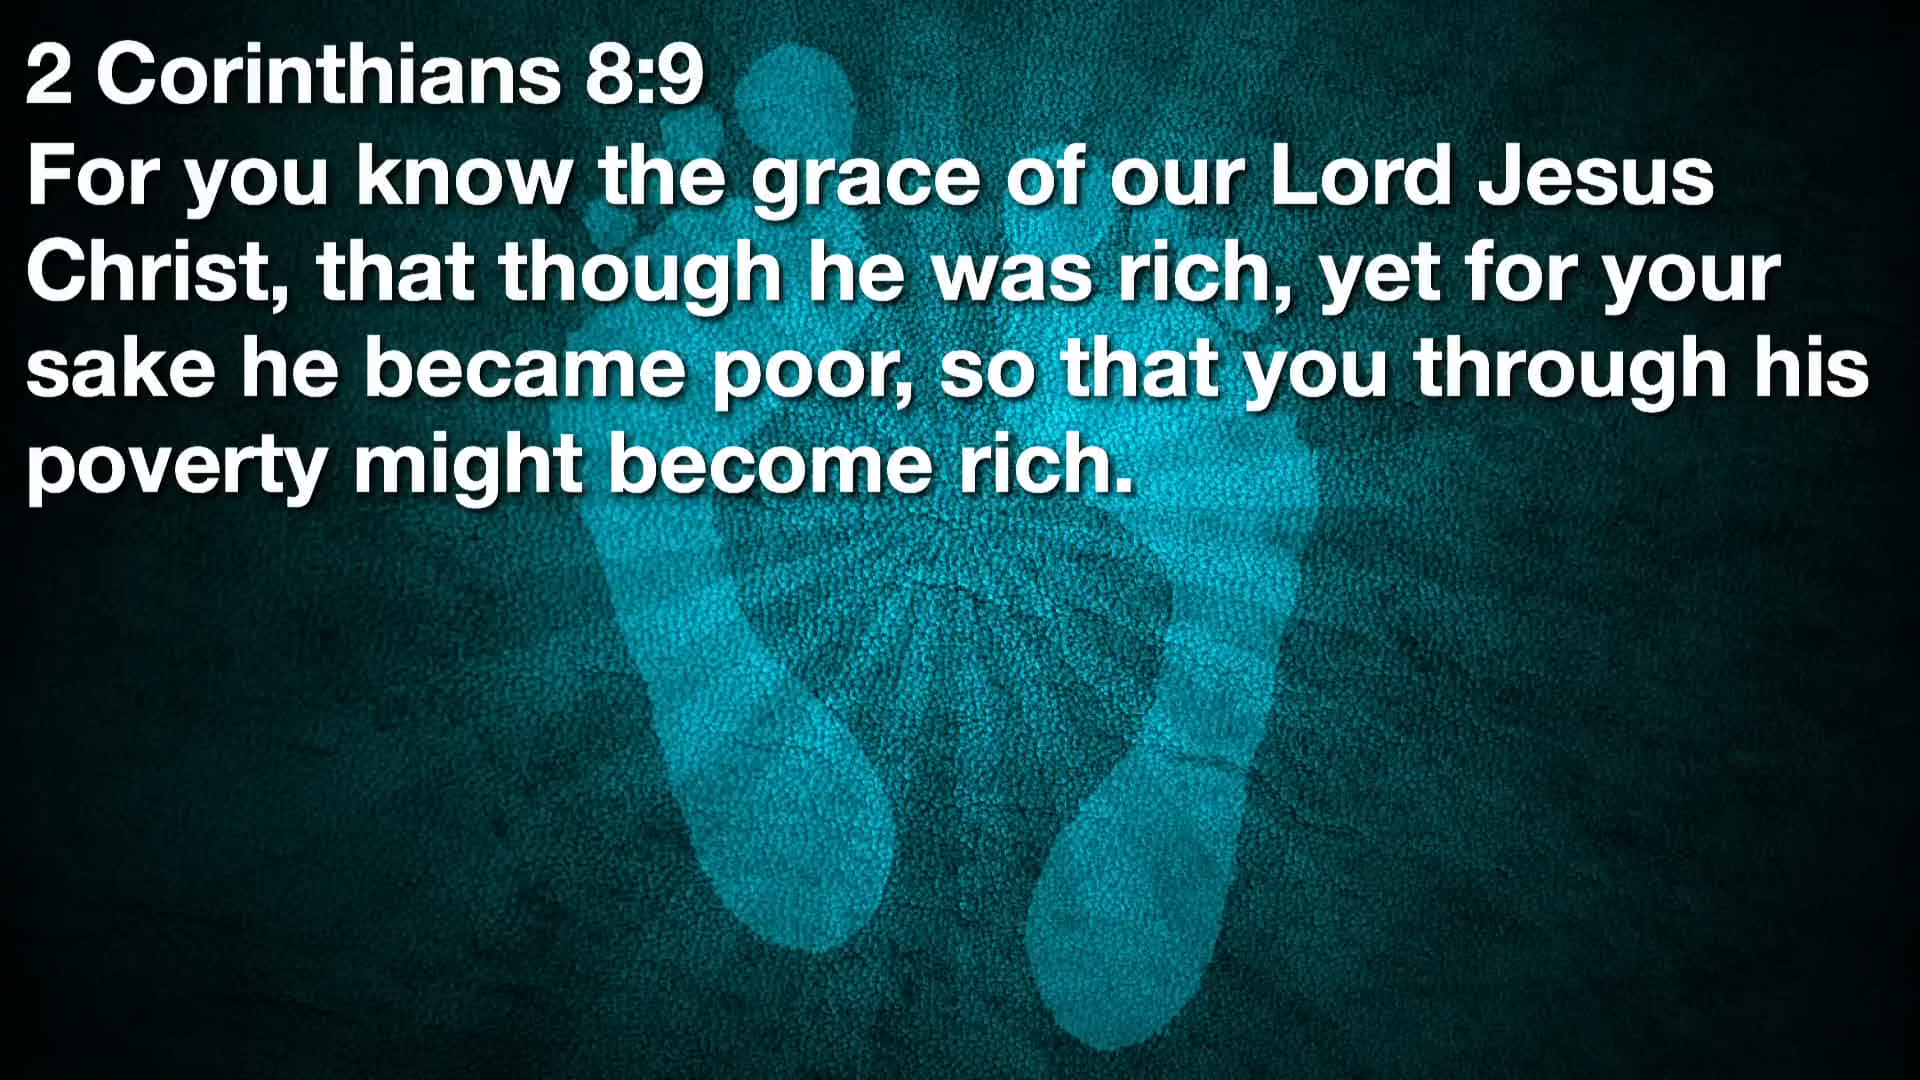 2 Corinthians 8:9
For you know the grace of our Lord Jesus
Christ, that though he was rich, yet for your
sake he became poor, so that you through his
poverty might become rich.